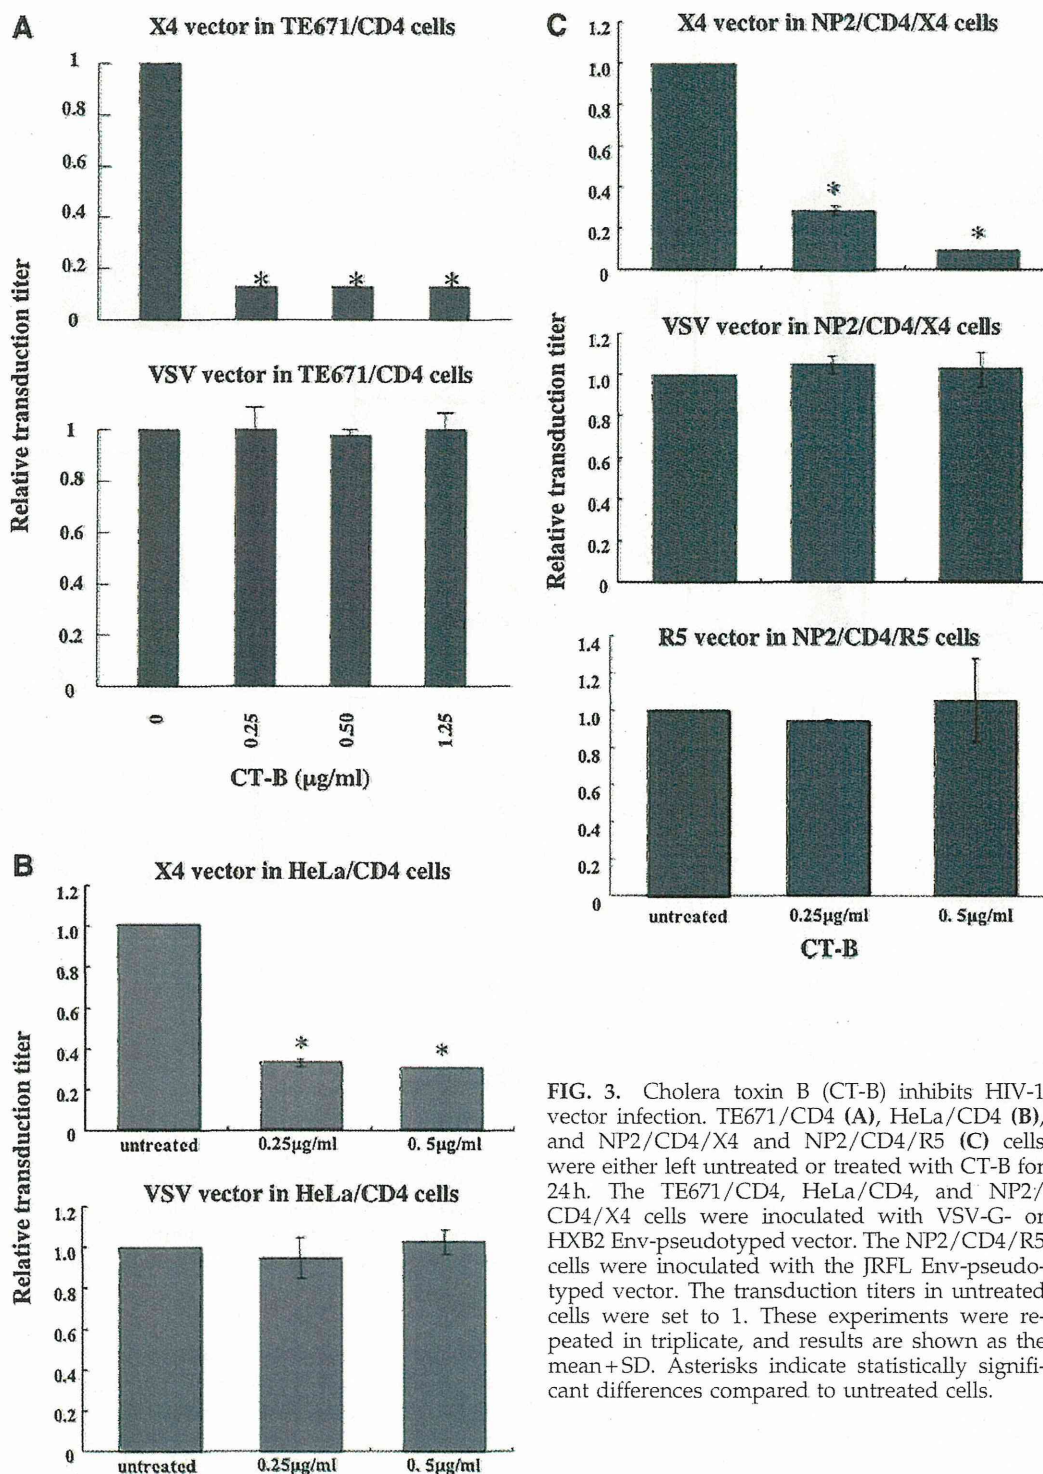 A
X4 vector in TE671/CD4 cells
1
0.8
0.6
0.4
0.2
0
*
*
*
VSV vector in TE671/CD4 cells
1
0.8
0.6
0.4
0.2
0
0
0.25
0.50
1.25
CT-B (µg/ml)
Relative transduction titer
B
X4 vector in HeLa/CD4 cells
1.2
1.0
0.8
0.6
0.4
0.2
0
*
*
untreated
0.25µg/ml
0. 5µg/ml
VSV vector in HeLa/CD4 cells
1.2
1.0
0.8
0.6
0.4
0.2
0
untreated
0.25µg/ml
0. 5µg/ml
Relative transduction titer
C
X4 vector in NP2/CD4/X4 cells
1.2
1.0
0.8
0.6
0.4
0.2
0
*
*
VSV vector in NP2/CD4/X4 cells
1.2
1.0
0.8
0.6
0.4
0.2
0
Relative transduction titer
R5 vector in NP2/CD4/R5 cells
1.4
1.2
1.0
0.8
0.6
0.4
0.2
0
untreated
0.25µg/ml
0. 5µg/ml
CT-B
FIG. 3. Cholera toxin B (CT-B) inhibits HIV-1
vector infection. TE671/CD4 (A), HeLa/CD4 (B),
and NP2/CD4/X4 and NP2/CD4/R5 (C) cells
were either left untreated or treated with CT-B for
24h. The TE671/CD4, HeLa/CD4, and NP2/
CD4/X4 cells were inoculated with VSV-G- or
HXB2 Env-pseudotyped vector. The NP2/CD4/R5
cells were inoculated with the JRFL Env-pseudo-
typed vector. The transduction titers in untreated
cells were set to 1. These experiments were re-
peated in triplicate, and results are shown as the
mean+SD. Asterisks indicate statistically signifi-
cant differences compared to untreated cells.